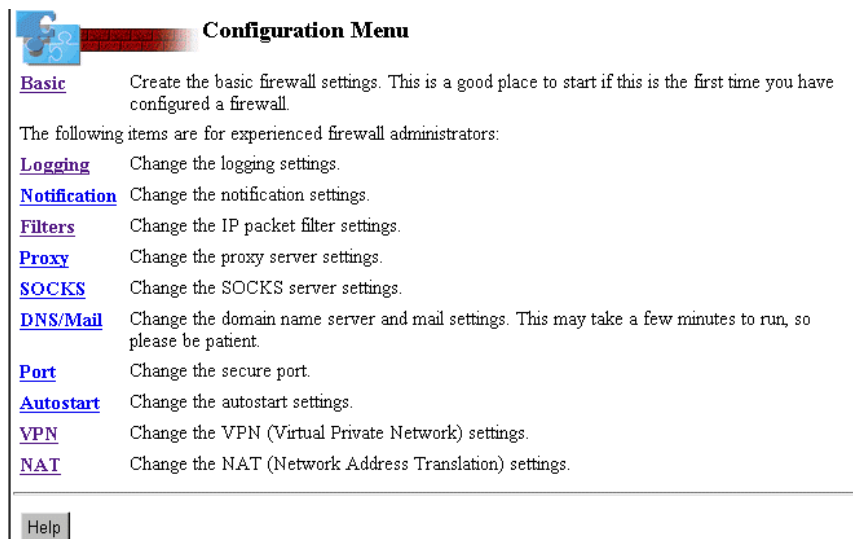 Configuration Menu
Basic Create the basic firewall settings. This is a good place to start if this is the first time you have
configured a firewall.
The following items are for experienced firewall administrators:
Logging Change the logging settings.
Notification Change the notification settings.
Filters Change the IP packet filter settings.
Proxy Change the proxy server settings.
SOCKS Change the SOCKS server settings.
DNS/Mail Change the domain name server and mail settings. This may take a few minutes to run, so
please be patient.
Port Change the secure port.
Autostart Change the autostart settings.
VPN Change the VPN (Virtual Private Network) settings.
NAT Change the NAT (Network Address Translation) settings.
Help